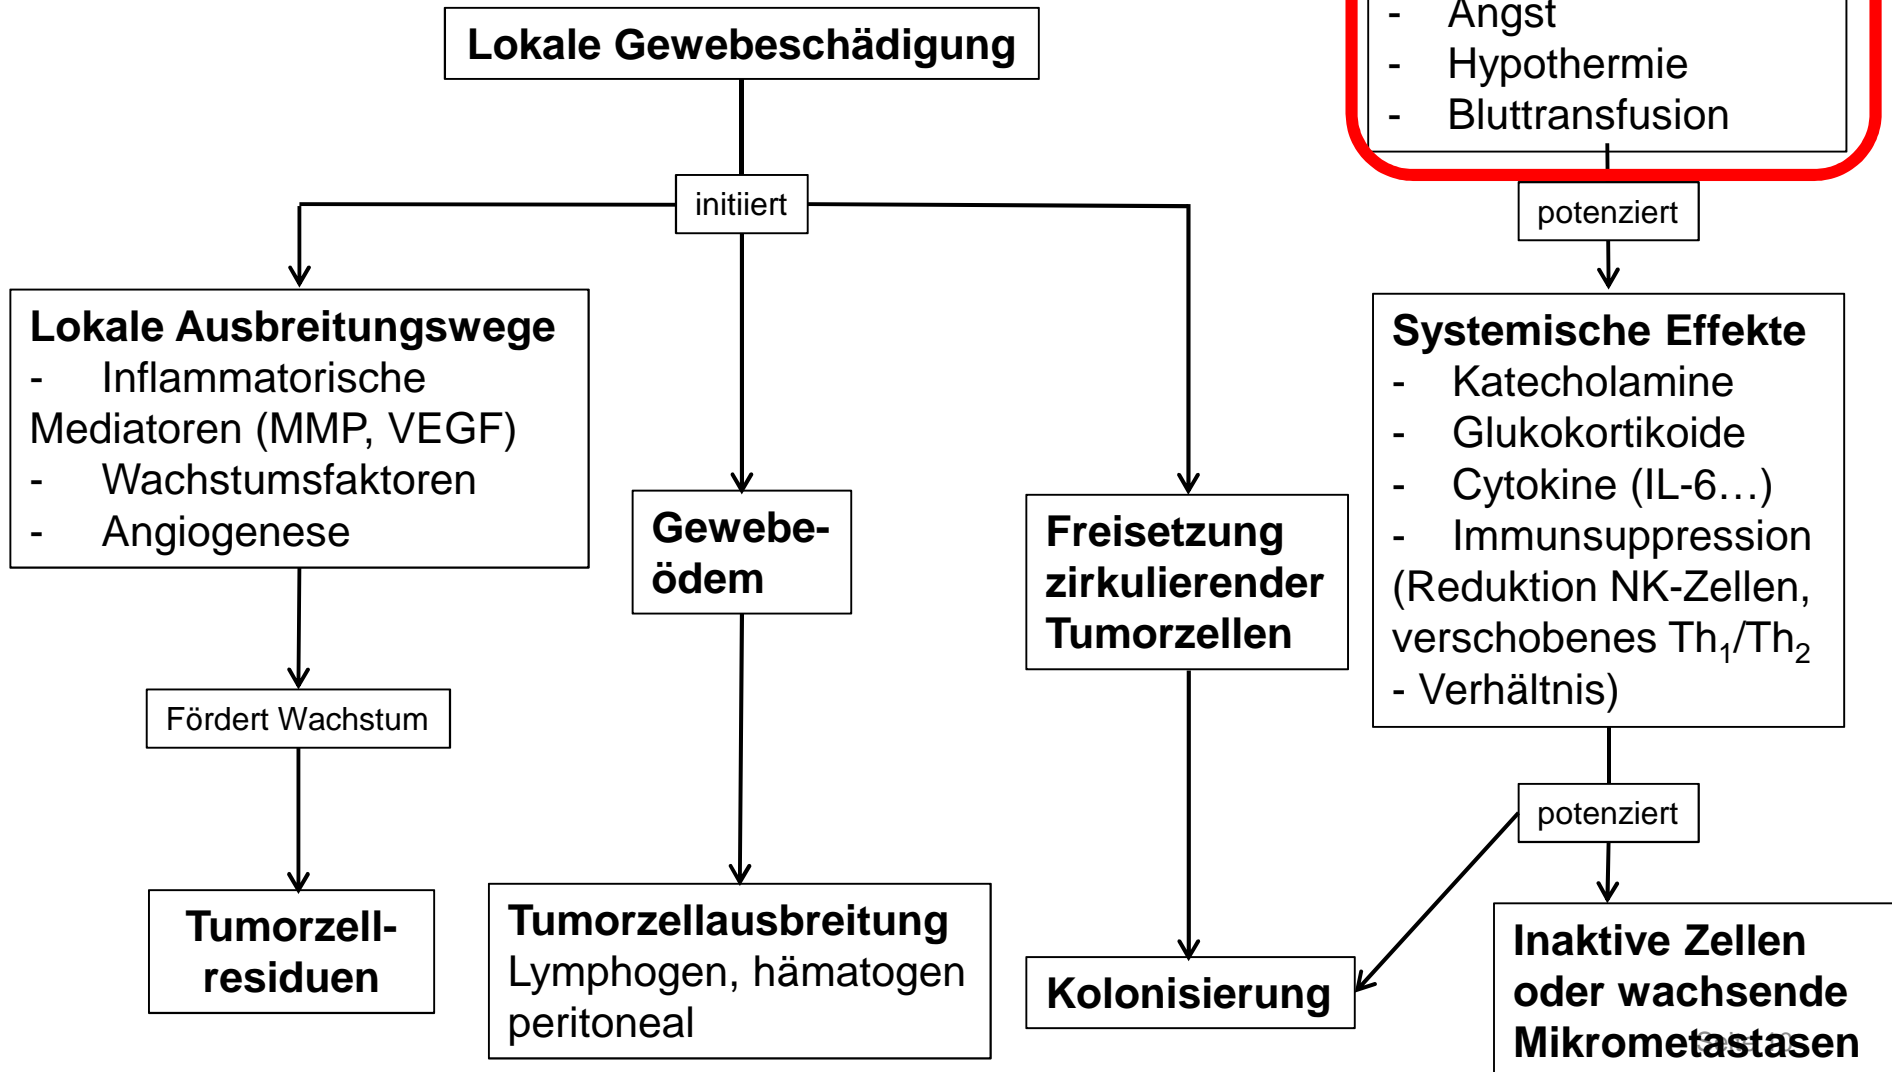 Lokale Gewebeschädigung
- Angst
- Hypothermie
- Bluttransfusion
initiiert
potenziert
Lokale Ausbreitungswege
- Inflammatorische
Mediatoren (MMP, VEGF)
- Wachstumsfaktoren
- Angiogenese
Gewebe-
ödem
Freisetzung
zirkulierender
Tumorzellen
Systemische Effekte
- Katecholamine
- Glukokortikoide
- Cytokine (IL-6…)
- Immunsuppression
(Reduktion NK-Zellen,
verschobenes Th₁/Th₂
- Verhältnis)
Fördert Wachstum
potenziert
Tumorzell-
residuen
Tumorzellausbreitung
Lymphogen, hämatogen
peritoneal
Kolonisierung
Inaktive Zellen
oder wachsende
Mikrometastasen
Seite 10